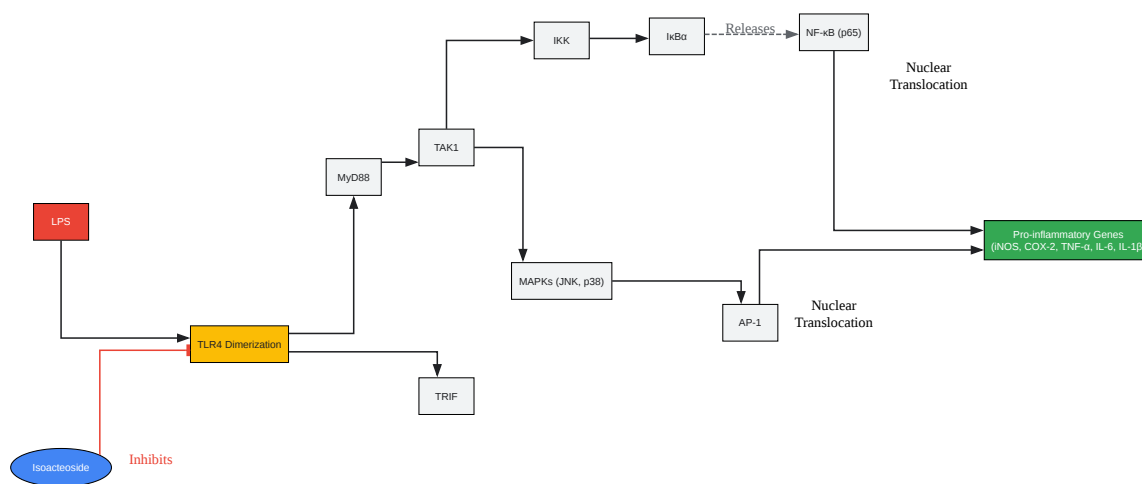 IKK
IκBα
Releases
NF-κB (p65)
Nuclear
Translocation
TAK1
MyD88
LPS
Pro-inflammatory Genes
(iNOS, COX-2, TNF-α, IL-6, IL-1β
MAPKs (JNK, p38)
Nuclear
Translocation
AP-1
TLR4 Dimerization
TRIF
Inhibits
Isoacteoside